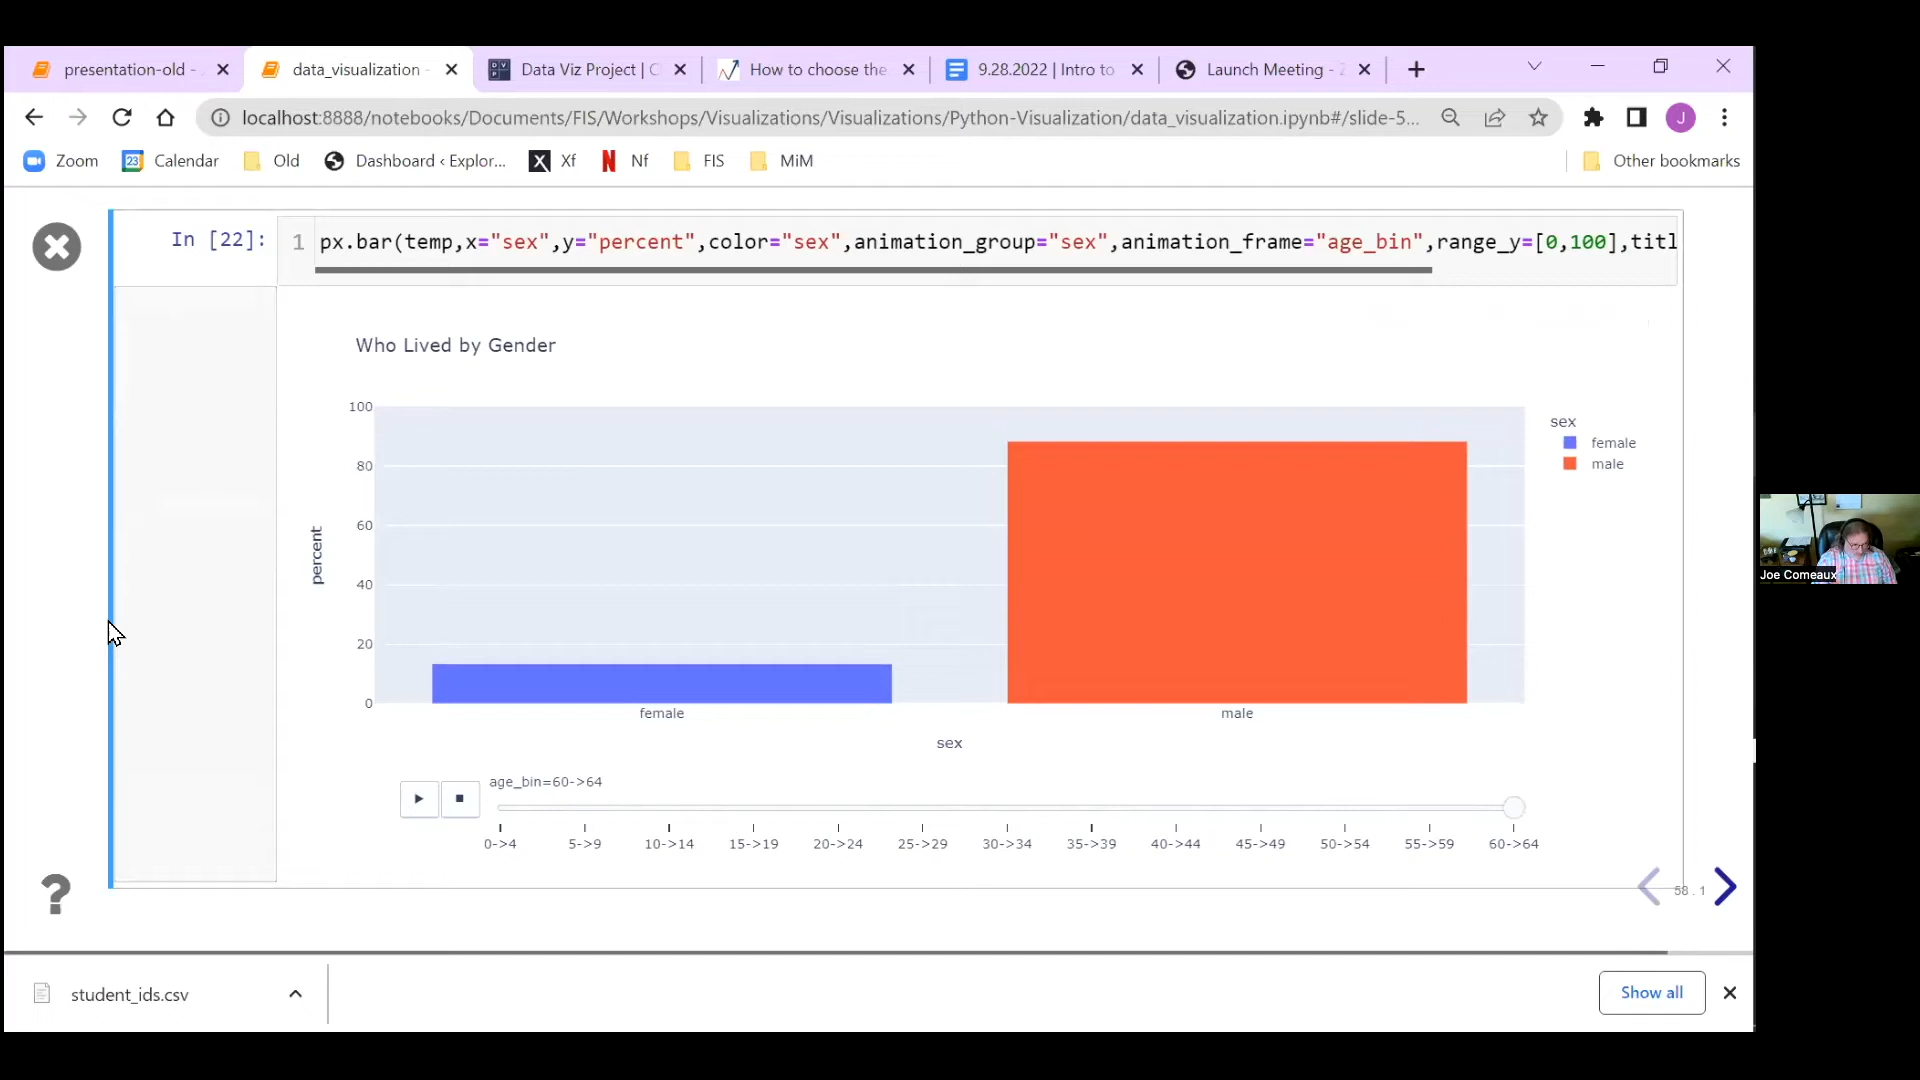 presentation-old -
data_visualization -
Data Viz Project | C
How to choose the
9.28.2022 | Intro to
Launch Meeting - Z
localhost:8888/notebooks/Documents/FIS/Workshops/Visualizations/Visualizations/Python-Visualization/data_visualization.ipynb#/slide-5...
J
Zoom
23
Calendar
Old
Dashboard ‹ Explor...
X
Xf
N
Nf
FIS
MiM
Other bookmarks
In [22]:
1
px.bar(temp,x="sex",y="percent",color="sex",animation_group="sex",animation_frame="age_bin",range_y=[0,100],titl
Who Lived by Gender
100
80
60
40
20
0
percent
female
male
sex
sex
female
male
age_bin=60->64
0->4
5->9
10->14
15->19
20->24
25->29
30->34
35->39
40->44
45->49
50->54
55->59
60->64
58.1
?
student_ids.csv
Show all
Joe Comeaux